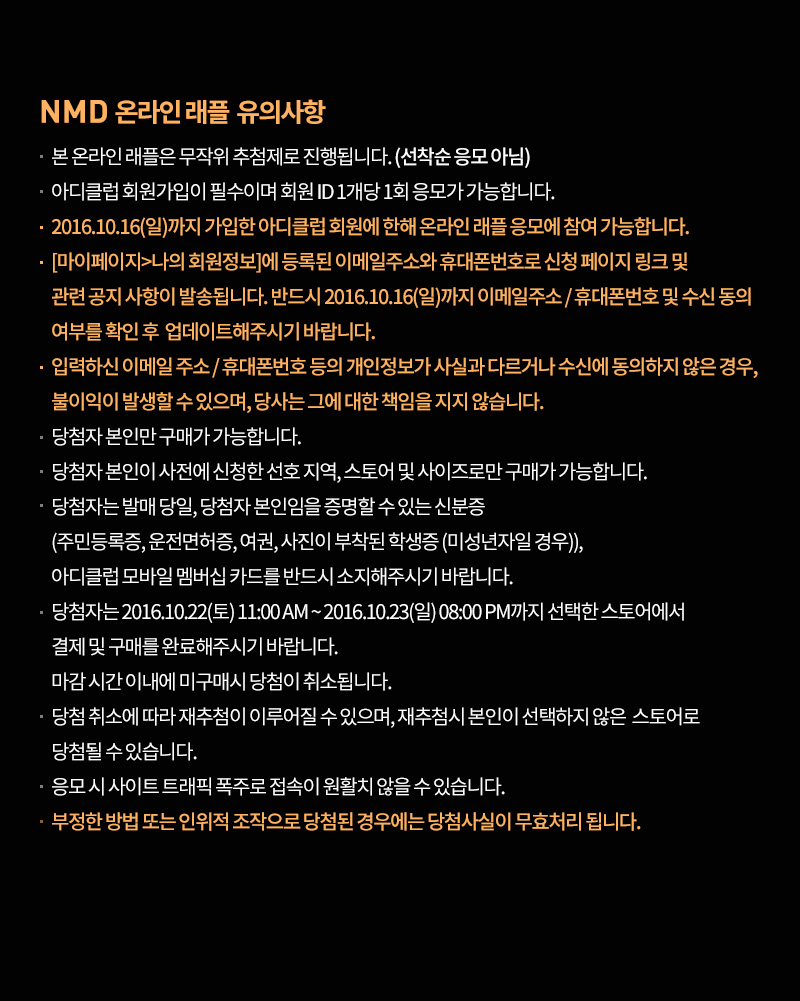 NMD 온라인 래플 유의사항
· 본 온라인 래플은 무작위 추첨제로 진행됩니다. (선착순 응모 아님)
· 아디클럽 회원가입이 필수이며 회원 ID 1개당 1회 응모가 가능합니다.
· 2016.10.16(일)까지 가입한 아디클럽 회원에 한해 온라인 래플 응모에 참여 가능합니다.
· [마이페이지>나의 회원정보]에 등록된 이메일주소와 휴대폰번호로 신청 페이지 링크 및
관련 공지 사항이 발송됩니다. 반드시 2016.10.16(일)까지 이메일주소 / 휴대폰번호 및 수신 동의
여부를 확인 후 업데이트해주시기 바랍니다.
· 입력하신 이메일 주소 / 휴대폰번호 등의 개인정보가 사실과 다르거나 수신에 동의하지 않은 경우,
불이익이 발생할 수 있으며, 당사는 그에 대한 책임을 지지 않습니다.
· 당첨자 본인만 구매가 가능합니다.
· 당첨자 본인이 사전에 신청한 선호 지역, 스토어 및 사이즈로만 구매가 가능합니다.
· 당첨자는 발매 당일, 당첨자 본인임을 증명할 수 있는 신분증
(주민등록증, 운전면허증, 여권, 사진이 부착된 학생증 (미성년자일 경우)),
아디클럽 모바일 멤버십 카드를 반드시 소지해주시기 바랍니다.
· 당첨자는 2016.10.22(토) 11:00 AM ~ 2016.10.23(일) 08:00 PM까지 선택한 스토어에서
결제 및 구매를 완료해주시기 바랍니다.
마감 시간 이내에 미구매시 당첨이 취소됩니다.
· 당첨 취소에 따라 재추첨이 이루어질 수 있으며, 재추첨시 본인이 선택하지 않은 스토어로
당첨될 수 있습니다.
· 응모 시 사이트 트래픽 폭주로 접속이 원활치 않을 수 있습니다.
· 부정한 방법 또는 인위적 조작으로 당첨된 경우에는 당첨사실이 무효처리 됩니다.